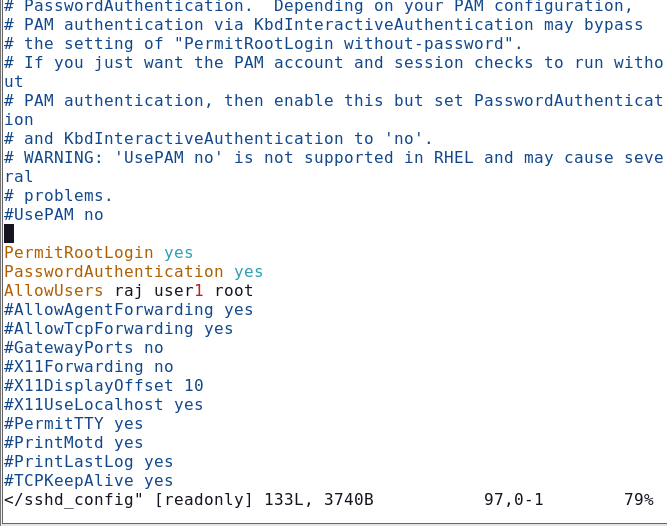 # PasswordAuthentication.  Depending on your PAM configuration,
# PAM authentication via KbdInteractiveAuthentication may bypass
# the setting of "PermitRootLogin without-password".
# If you just want the PAM account and session checks to run witho
ut
# PAM authentication, then enable this but set PasswordAuthenticat
ion
# and KbdInteractiveAuthentication to 'no'.
# WARNING: 'UsePAM no' is not supported in RHEL and may cause seve
ral
# problems.
#UsePAM no
PermitRootLogin yes
PasswordAuthentication yes
AllowUsers raj user1 root
#AllowAgentForwarding yes
#AllowTcpForwarding yes
#GatewayPorts no
#X11Forwarding no
#X11DisplayOffset 10
#X11UseLocalhost yes
#PermitTTY yes
#PrintMotd yes
#PrintLastLog yes
#TCPKeepAlive yes
</sshd_config" [readonly] 133L, 3740B 97,0-1 79%